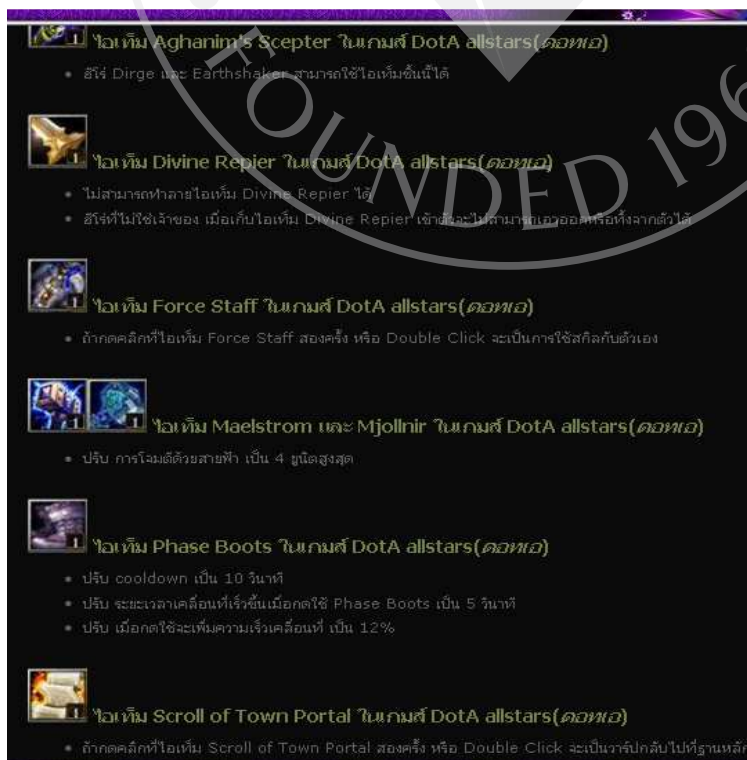 ไอเท็ม Aghanim's Scepter ในเกมส์ DotA allstars(ดอทเอ)
ฮีโร่ Dirge และ Earthshaker สามารถใช้ไอเท็มชิ้นนี้ได้
ไอเท็ม Divine Repier ในเกมส์ DotA allstars(ดอทเอ)
ไม่สามารถทำลายไอเท็ม Divine Repier ได้
ฮีโร่ที่ไม่ใช่เจ้าของ เมื่อเก็บไอเท็ม Divine Repier เข้าตัวจะไม่สามารถเอาออกหรือทิ้งจากตัวได้
ไอเท็ม Force Staff ในเกมส์ DotA allstars(ดอทเอ)
ถ้ากดคลิกที่ไอเท็ม Force Staff สองครั้ง หรือ Double Click จะเป็นการใช้สกิลกับตัวเอง
ไอเท็ม Maelstrom และ Mjollnir ในเกมส์ DotA allstars(ดอทเอ)
ปรับ การโจมตีด้วยสายฟ้า เป็น 4 ยูนิตสูงสุด
ไอเท็ม Phase Boots ในเกมส์ DotA allstars(ดอทเอ)
ปรับ cooldown เป็น 10 วินาที
ปรับ ระยะเวลาเคลื่อนที่เร็วขึ้นเมื่อกดใช้ Phase Boots เป็น 5 วินาที
ปรับ เมื่อกดใช้จะเพิ่มความเร็วเคลื่อนที่ เป็น 12%
ไอเท็ม Scroll of Town Portal ในเกมส์ DotA allstars(ดอทเอ)
ถ้ากดคลิกที่ไอเท็ม Scroll of Town Portal สองครั้ง หรือ Double Click จะเป็นวาร์ปกลับไปที่ฐานหลัก
FOUNDED 196